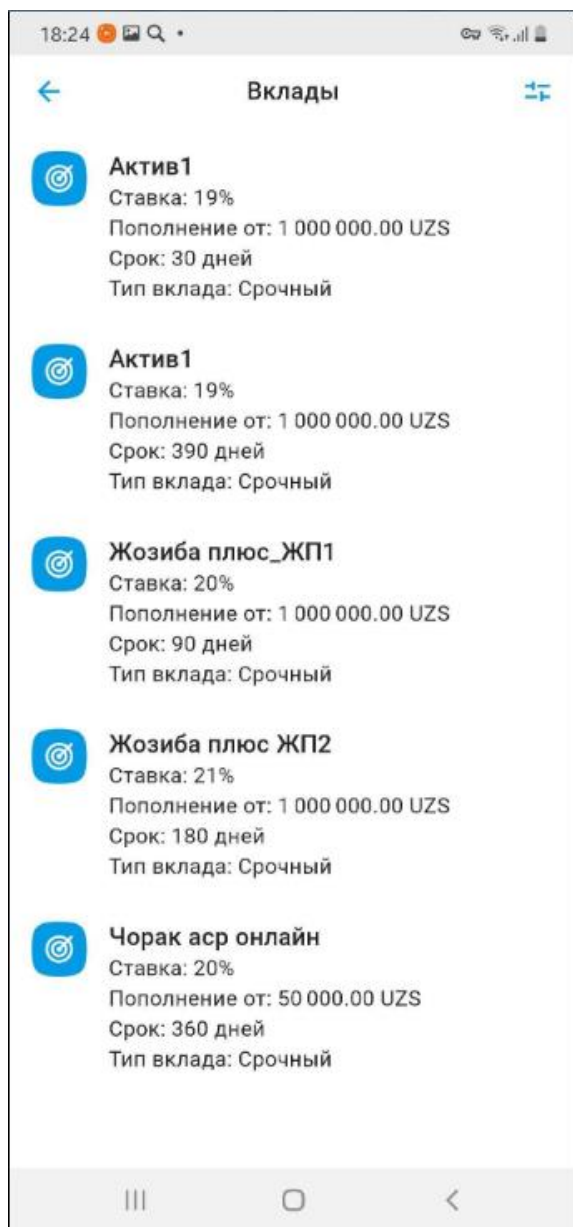 18:24
Вклады
Актив1
Ставка: 19%
Пополнение от: 1 000 000.00 UZS
Срок: 30 дней
Тип вклада: Срочный
Актив1
Ставка: 19%
Пополнение от: 1 000 000.00 UZS
Срок: 390 дней
Тип вклада: Срочный
Жозиба плюс_ЖП1
Ставка: 20%
Пополнение от: 1 000 000.00 UZS
Срок: 90 дней
Тип вклада: Срочный
Жозиба плюс ЖП2
Ставка: 21%
Пополнение от: 1 000 000.00 UZS
Срок: 180 дней
Тип вклада: Срочный
Чорак аср онлайн
Ставка: 20%
Пополнение от: 50 000.00 UZS
Срок: 360 дней
Тип вклада: Срочный